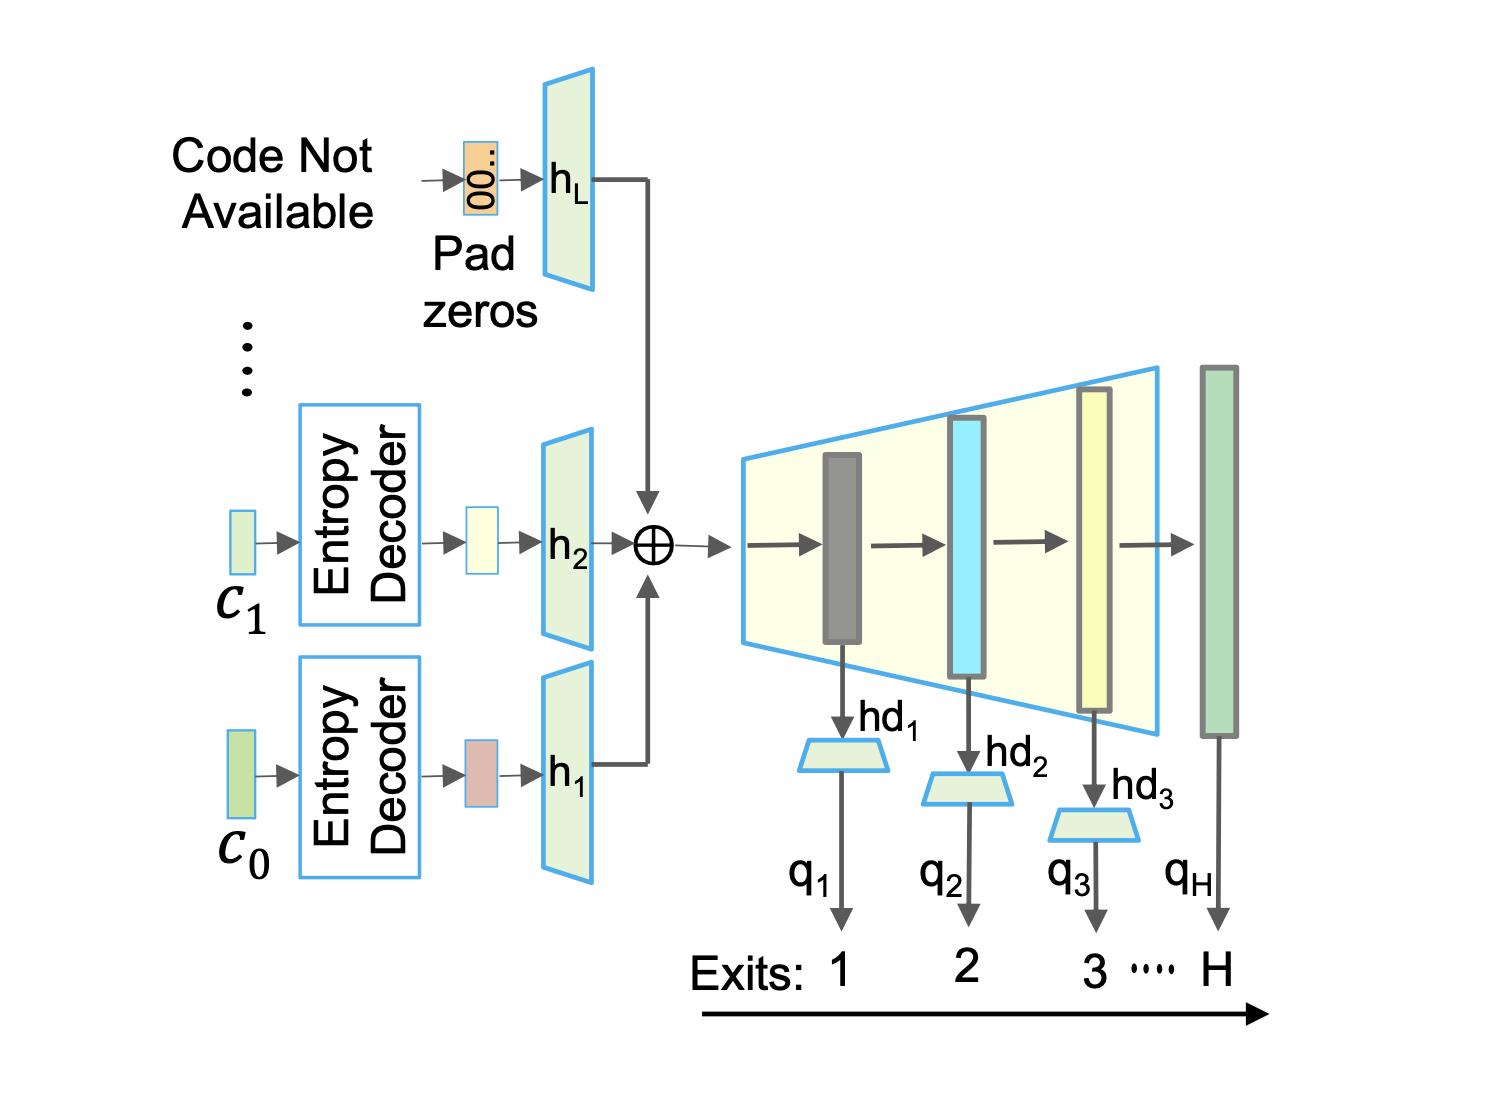 Code Not
Available
00..
h_L
Pad
zeros
Entropy
Decoder
h_2
c_1
Entropy
Decoder
h_1
c_0
hd_1
hd_2
hd_3
q_1
q_2
q_3
q_H
Exits: 1 2 3 .... H